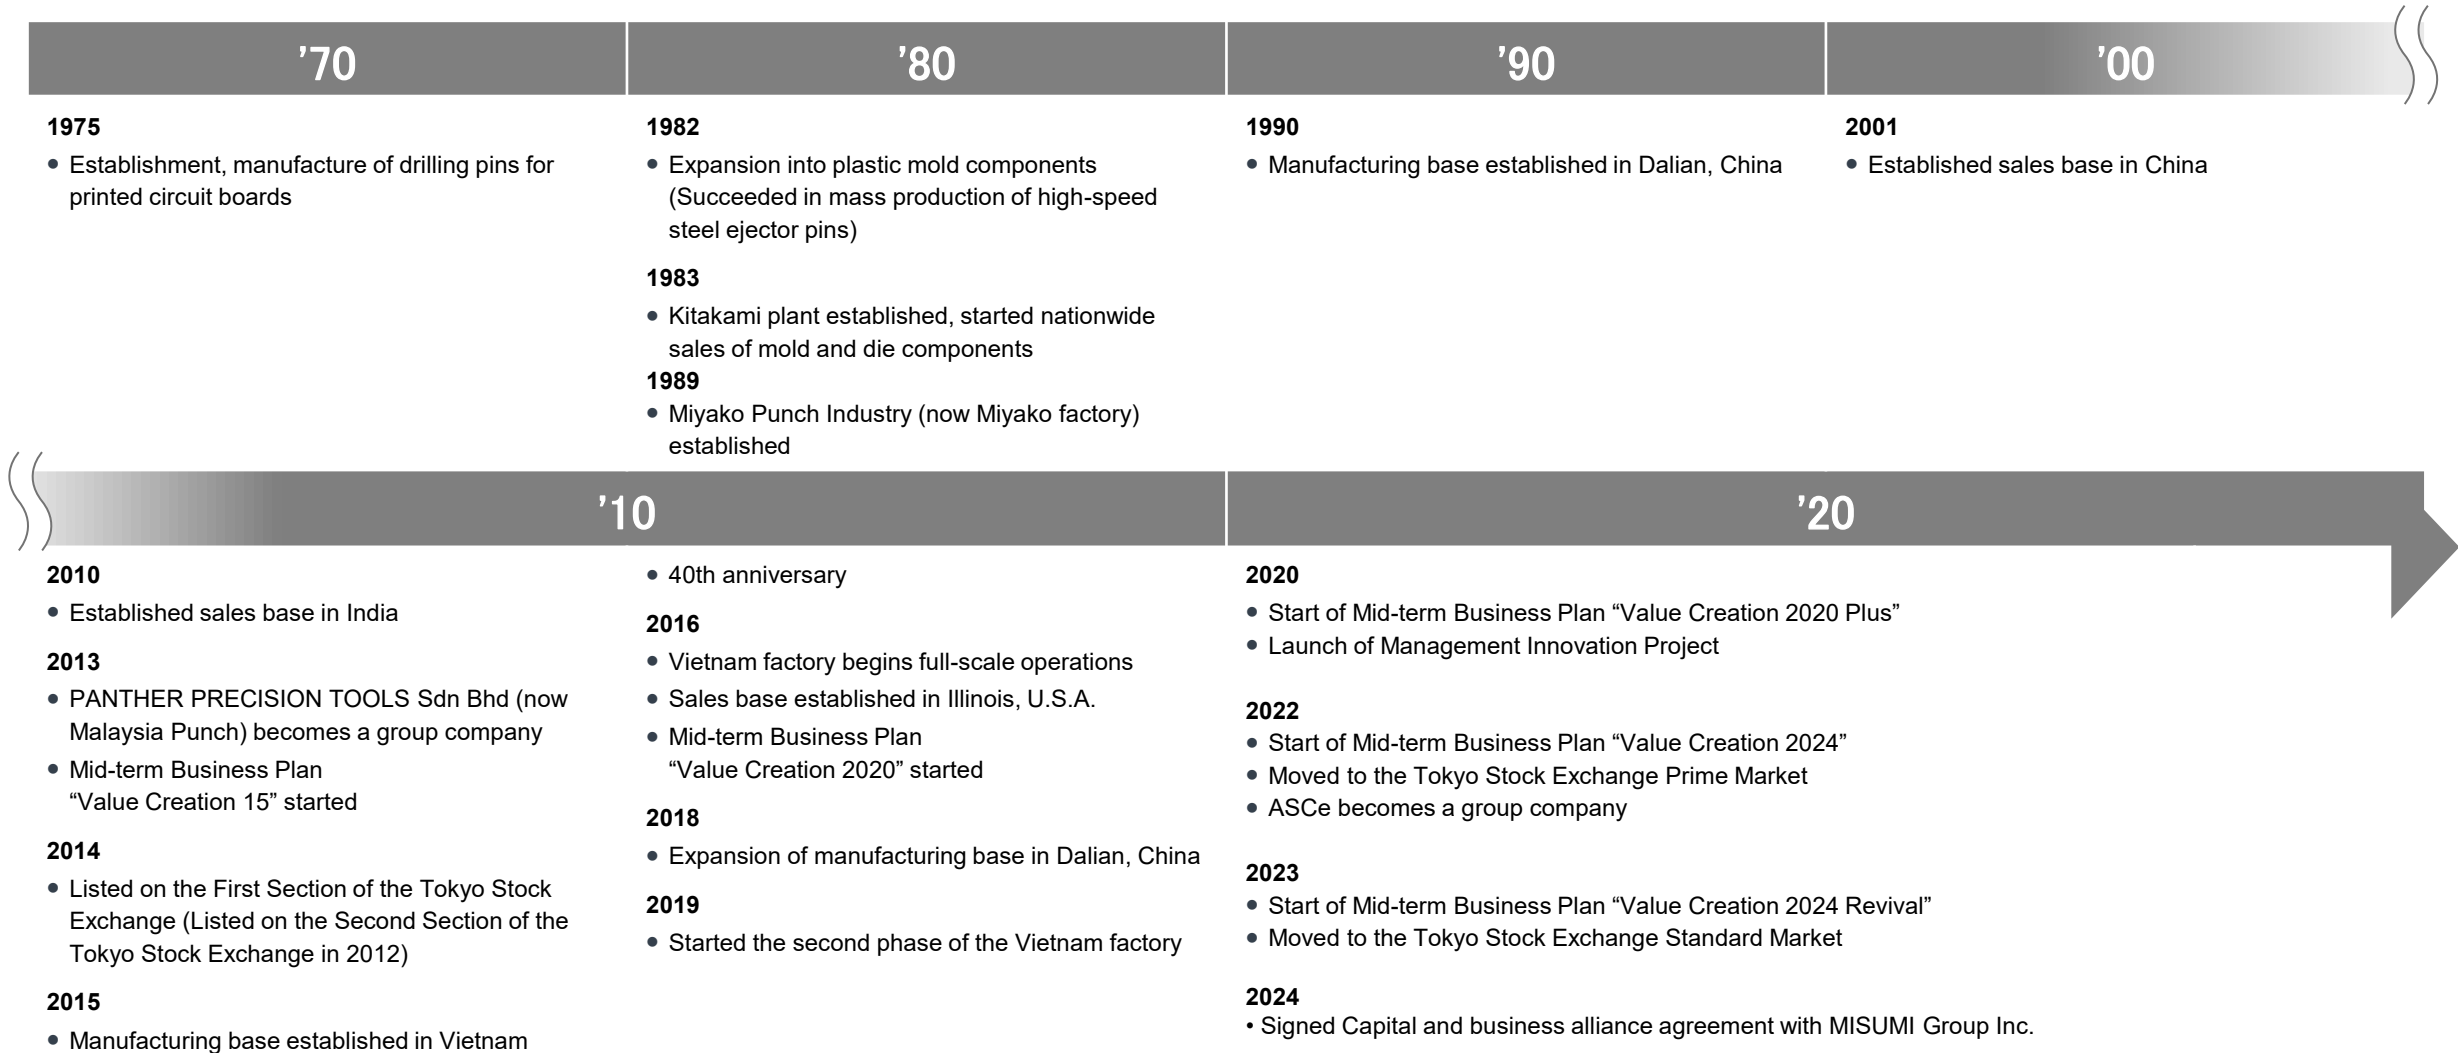 ’70
’80
’90
’00
1975
• Establishment, manufacture of drilling pins for
printed circuit boards
1982
• Expansion into plastic mold components
(Succeeded in mass production of high-speed
steel ejector pins)
1983
• Kitakami plant established, started nationwide
sales of mold and die components
1989
• Miyako Punch Industry (now Miyako factory)
established
1990
• Manufacturing base established in Dalian, China
2001
• Established sales base in China
’10
’20
2010
• Established sales base in India
2013
• PANTHER PRECISION TOOLS Sdn Bhd (now
Malaysia Punch) becomes a group company
• Mid-term Business Plan
“Value Creation 15” started
2014
• Listed on the First Section of the Tokyo Stock
Exchange (Listed on the Second Section of the
Tokyo Stock Exchange in 2012)
2015
• Manufacturing base established in Vietnam
• 40th anniversary
2016
• Vietnam factory begins full-scale operations
• Sales base established in Illinois, U.S.A.
• Mid-term Business Plan
“Value Creation 2020” started
2018
• Expansion of manufacturing base in Dalian, China
2019
• Started the second phase of the Vietnam factory
2020
• Start of Mid-term Business Plan “Value Creation 2020 Plus”
• Launch of Management Innovation Project
2022
• Start of Mid-term Business Plan “Value Creation 2024”
• Moved to the Tokyo Stock Exchange Prime Market
• ASCe becomes a group company
2023
• Start of Mid-term Business Plan “Value Creation 2024 Revival”
• Moved to the Tokyo Stock Exchange Standard Market
2024
• Signed Capital and business alliance agreement with MISUMI Group Inc.